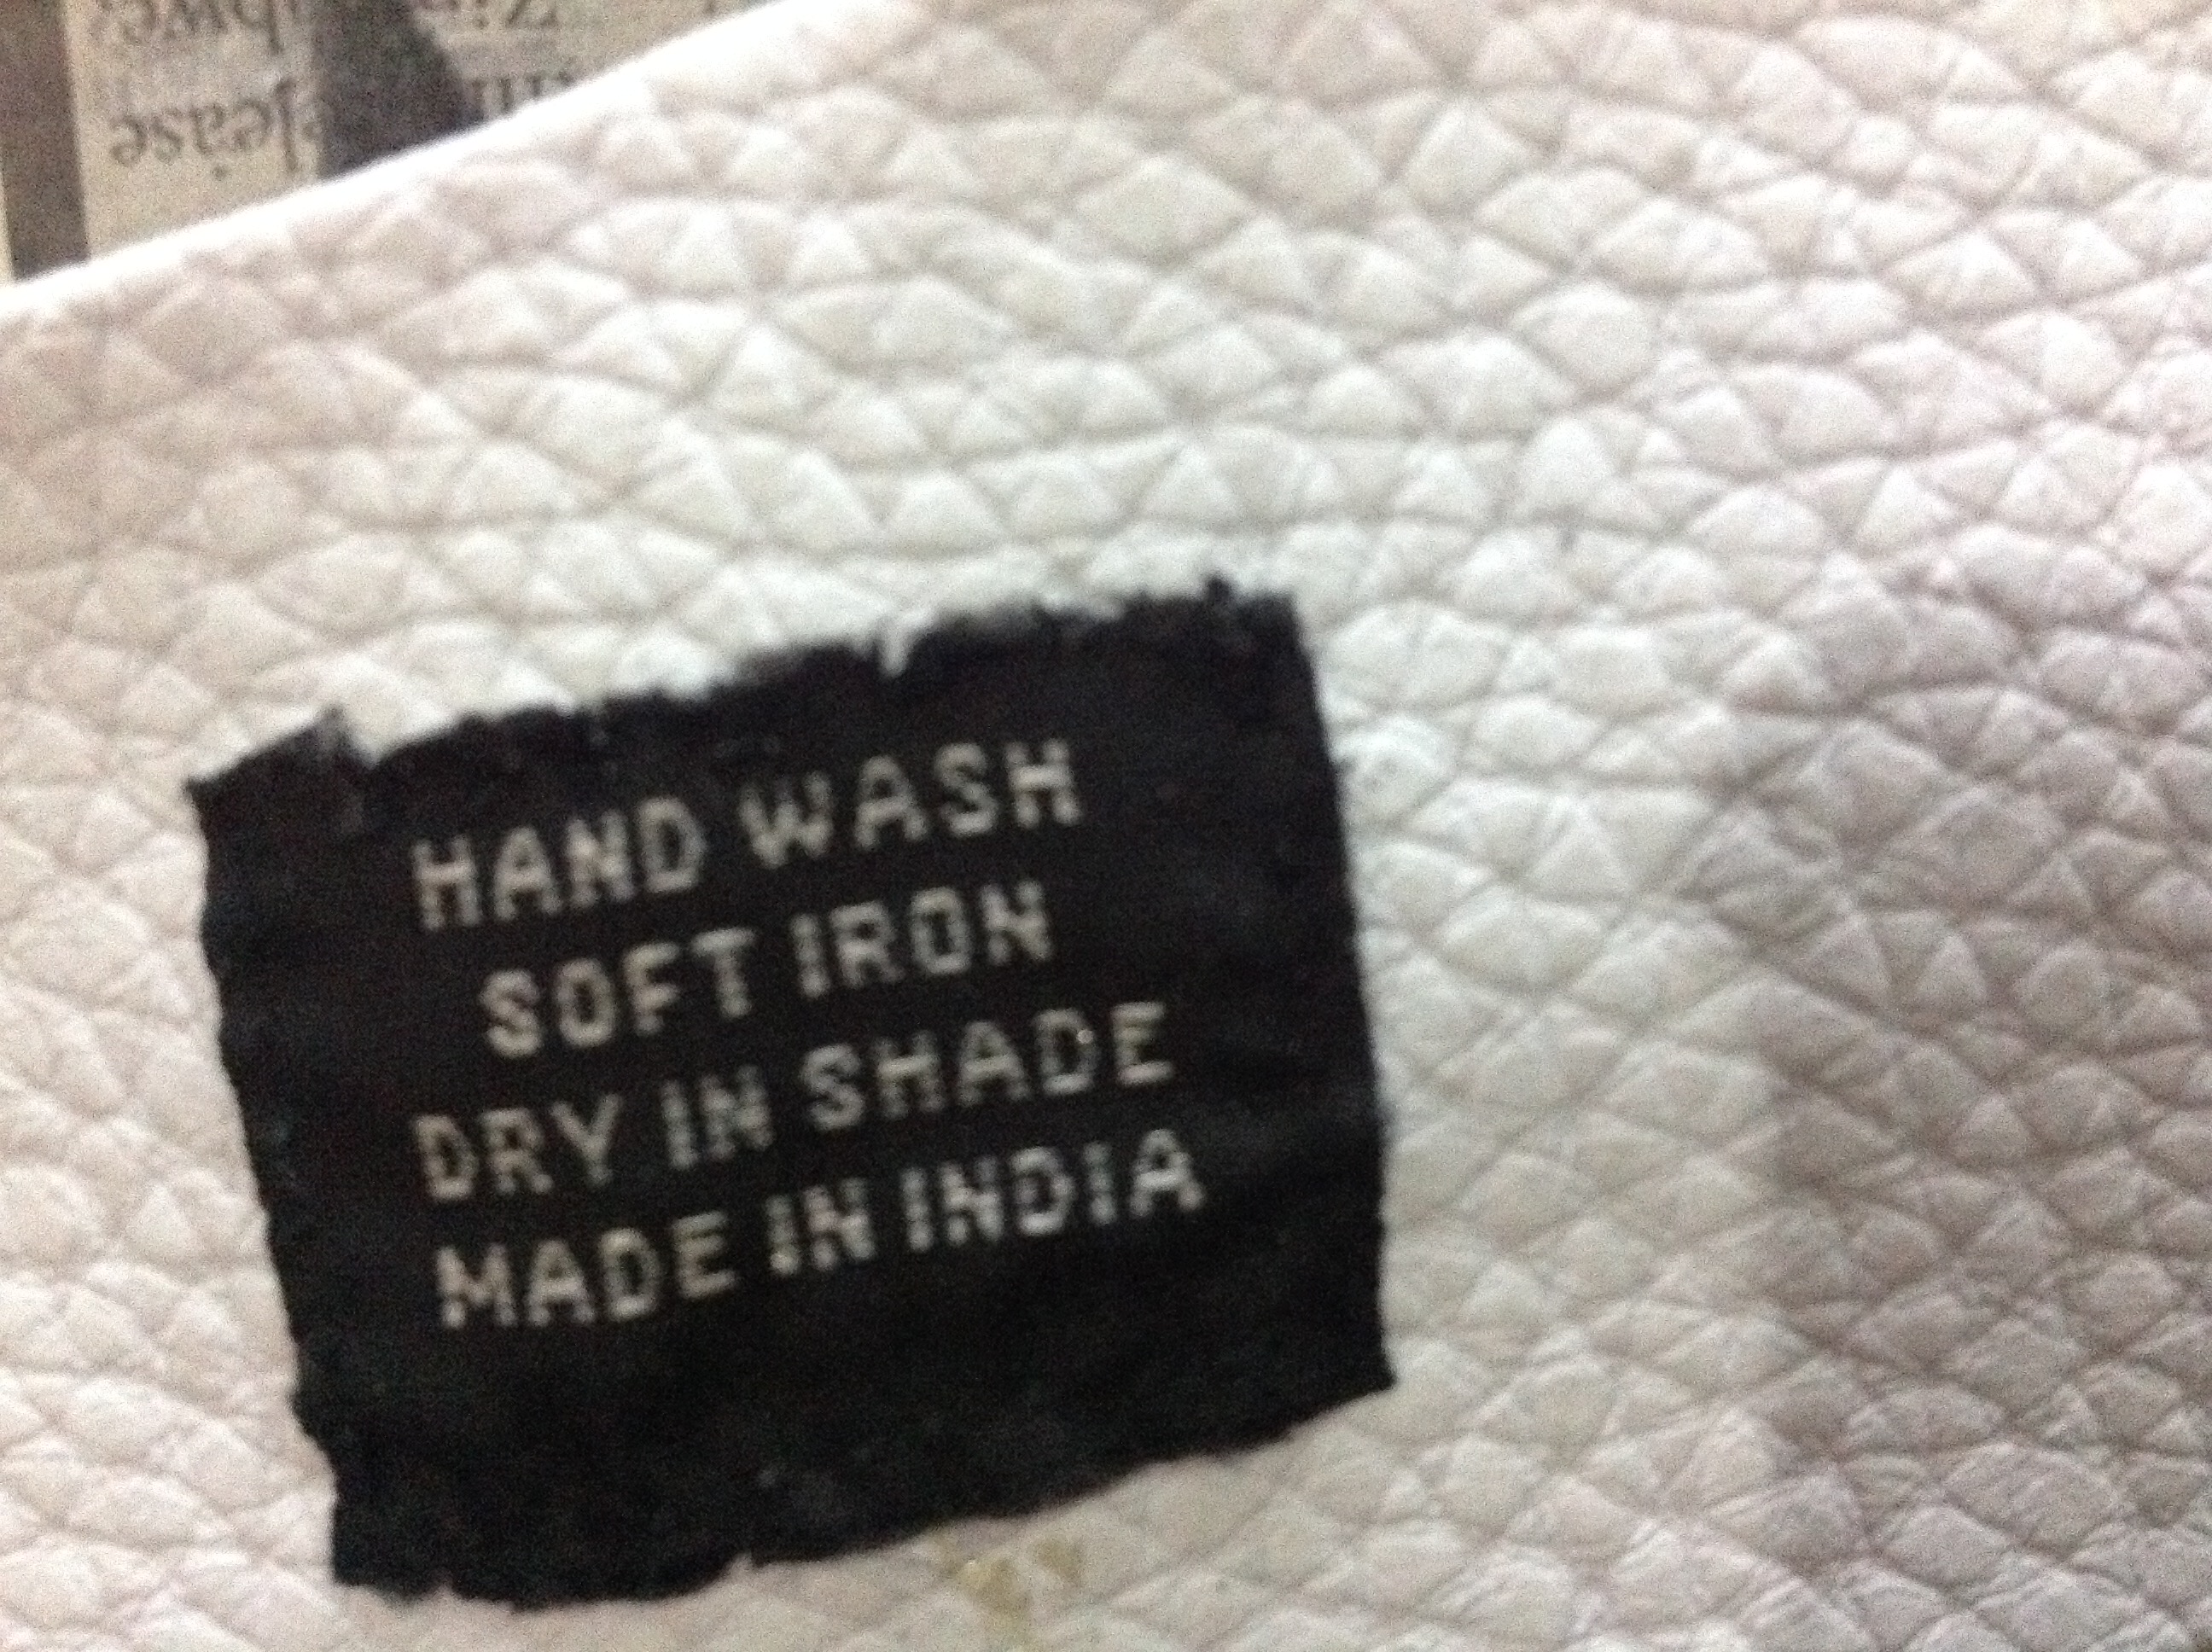 HAND WASH
SOFT IRON
DRY IN SHADE
MADE IN INDIA